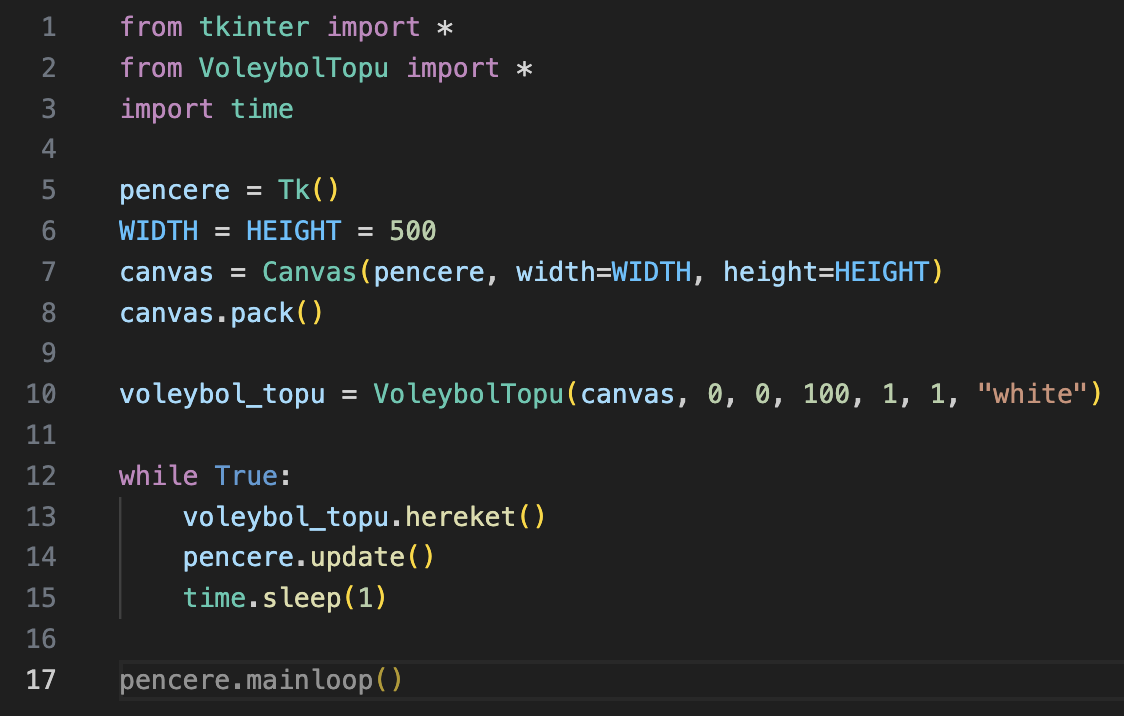 1 from tkinter import *
2 from VoleybolTopu import *
3 import time
4
5 pencere = Tk()
6 WIDTH = HEIGHT = 500
7 canvas = Canvas(pencere, width=WIDTH, height=HEIGHT)
8 canvas.pack()
9
10 voleybol_topu = VoleybolTopu(canvas, 0, 0, 100, 1, 1, "white")
11
12 while True:
13     voleybol_topu.hereket()
14     pencere.update()
15     time.sleep(1)
16
17 pencere.mainloop()